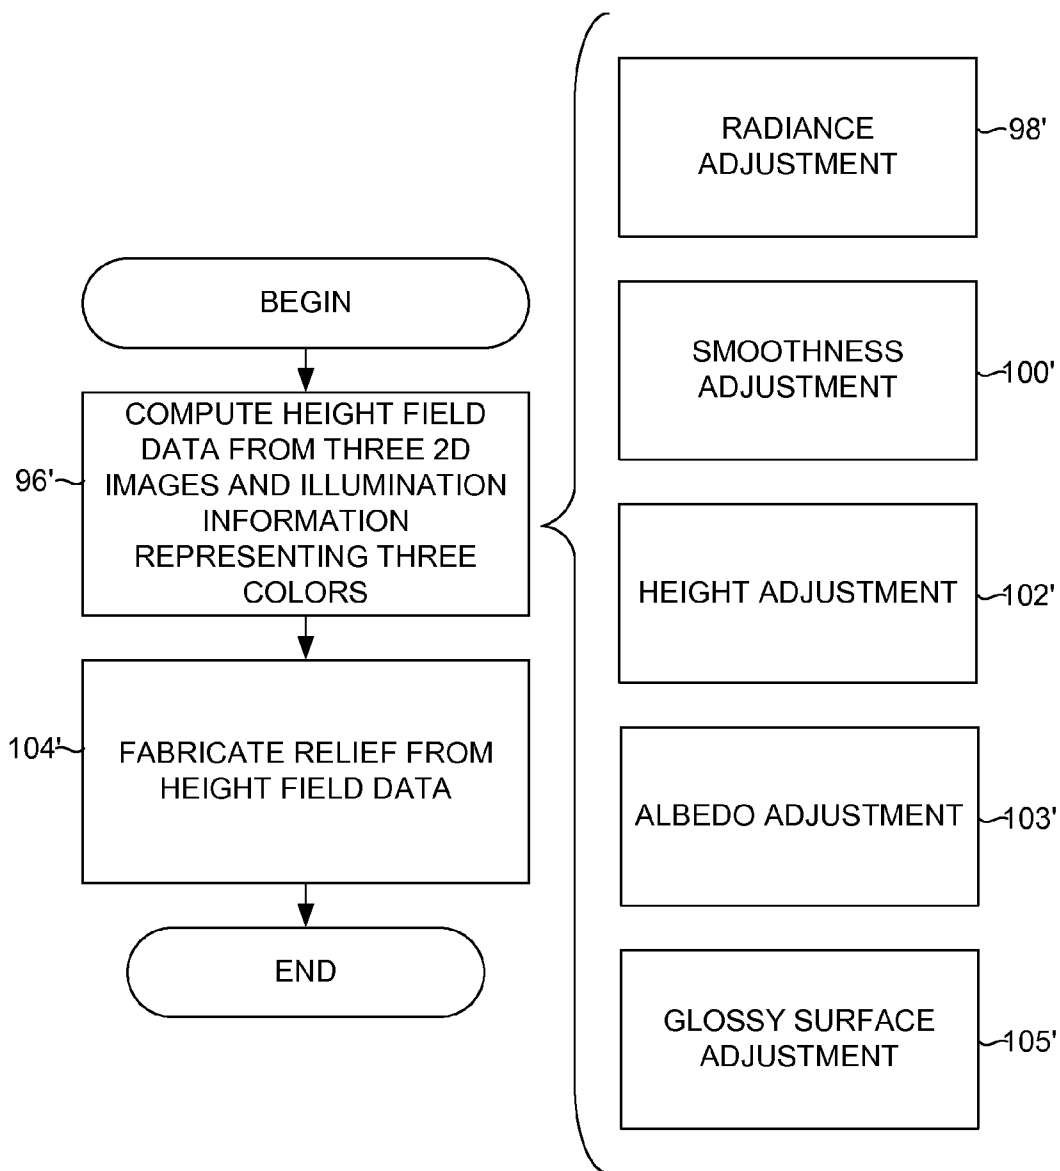 BEGIN
COMPUTE HEIGHT FIELD
DATA FROM THREE 2D
IMAGES AND ILLUMINATION
INFORMATION
REPRESENTING THREE
COLORS
96'
FABRICATE RELIEF FROM
HEIGHT FIELD DATA
104'
END
RADIANCE
ADJUSTMENT
98'
SMOOTHNESS
ADJUSTMENT
100'
HEIGHT ADJUSTMENT
102'
ALBEDO ADJUSTMENT
103'
GLOSSY SURFACE
ADJUSTMENT
105'